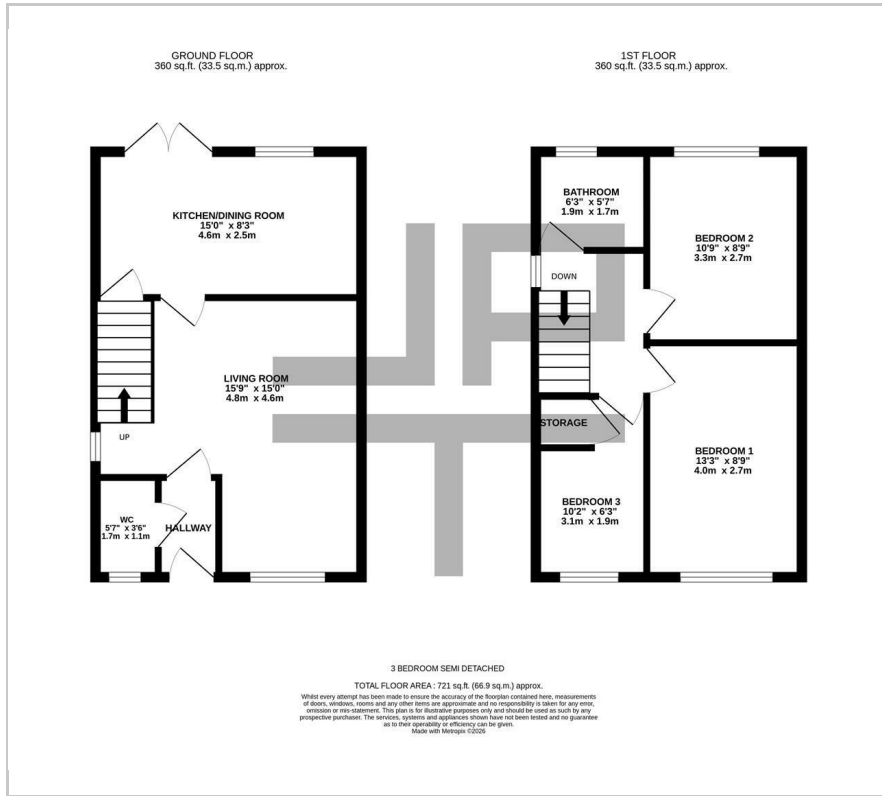 GROUND FLOOR
360 sq.ft. (33.5 sq.m.) approx.
KITCHEN/DINING ROOM
15'0" x 8'3"
4.6m x 2.5m
LIVING ROOM
15'9" x 15'0"
4.8m x 4.6m
UP
WC
5'7" x 3'6"
1.7m x 1.1m
HALLWAY
1ST FLOOR
360 sq.ft. (33.5 sq.m.) approx.
BATHROOM
6'3" x 5'7"
1.9m x 1.7m
BEDROOM 2
10'9" x 8'9"
3.3m x 2.7m
DOWN
STORAGE
BEDROOM 1
13'3" x 8'9"
4.0m x 2.7m
BEDROOM 3
10'2" x 6'3"
3.1m x 1.9m
3 BEDROOM SEMI DETACHED
TOTAL FLOOR AREA : 721 sq.ft. (66.9 sq.m.) approx.
Whilst every attempt has been made to ensure the accuracy of the floorplan contained here, measurements
of doors, windows, rooms and any other items are approximate and no responsibility is taken for any error,
omission or mis-statement. This plan is for illustrative purposes only and should be used as such by any
prospective purchaser. The services, systems and appliances shown have not been tested and no guarantee
as to their operability or efficiency can be given.
Made with Metropix ©2026